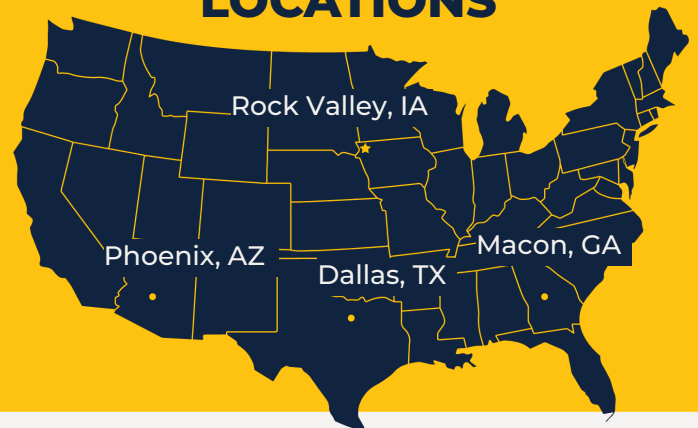 LOCATIONS
Rock Valley, IA
Macon, GA
Phoenix, AZ
Dallas, TX